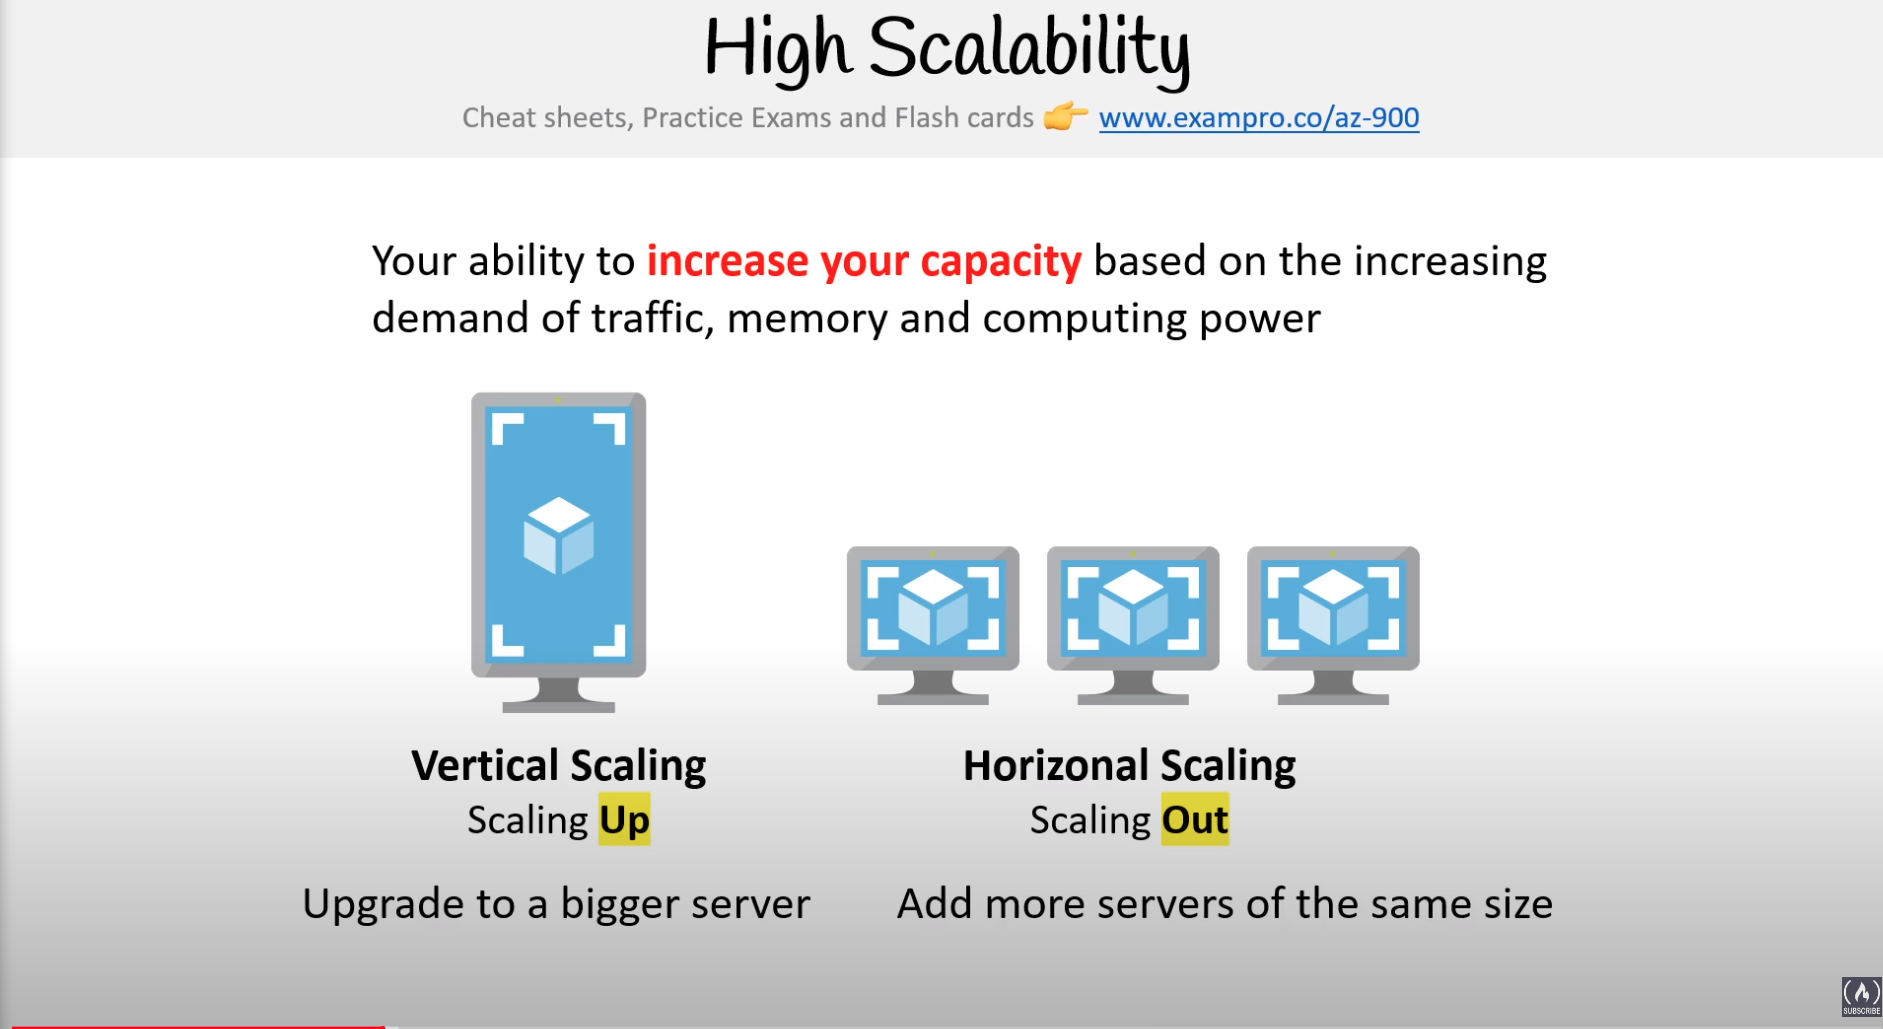 High Scalability
Cheat sheets, Practice Exams and Flash cards 👉 www.exampro.co/az-900
Your ability to increase your capacity based on the increasing
demand of traffic, memory and computing power
Vertical Scaling
Scaling Up
Upgrade to a bigger server
Horizonal Scaling
Scaling Out
Add more servers of the same size
SUBSCRIBE